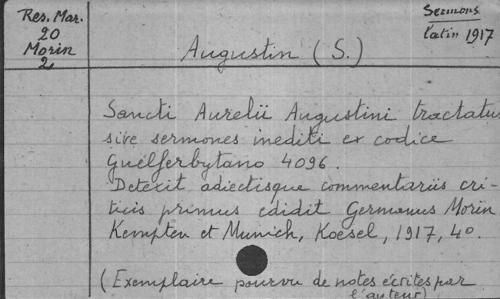 Res. Mar.
20
Morin
2
Sermons
latin 1917
Augustin (S.)
Sancti Aurelii Augustini tractatus
sive sermones inediti ex codice
Guelferbytano 4096.
Detexit adiectisque commentariis cri-
ticis primus edidit Germanus Morin
Kempten et Munich, Koesel, 1917, 4o.
(Exemplaire pourvu de notes écrites par
l'auteur)